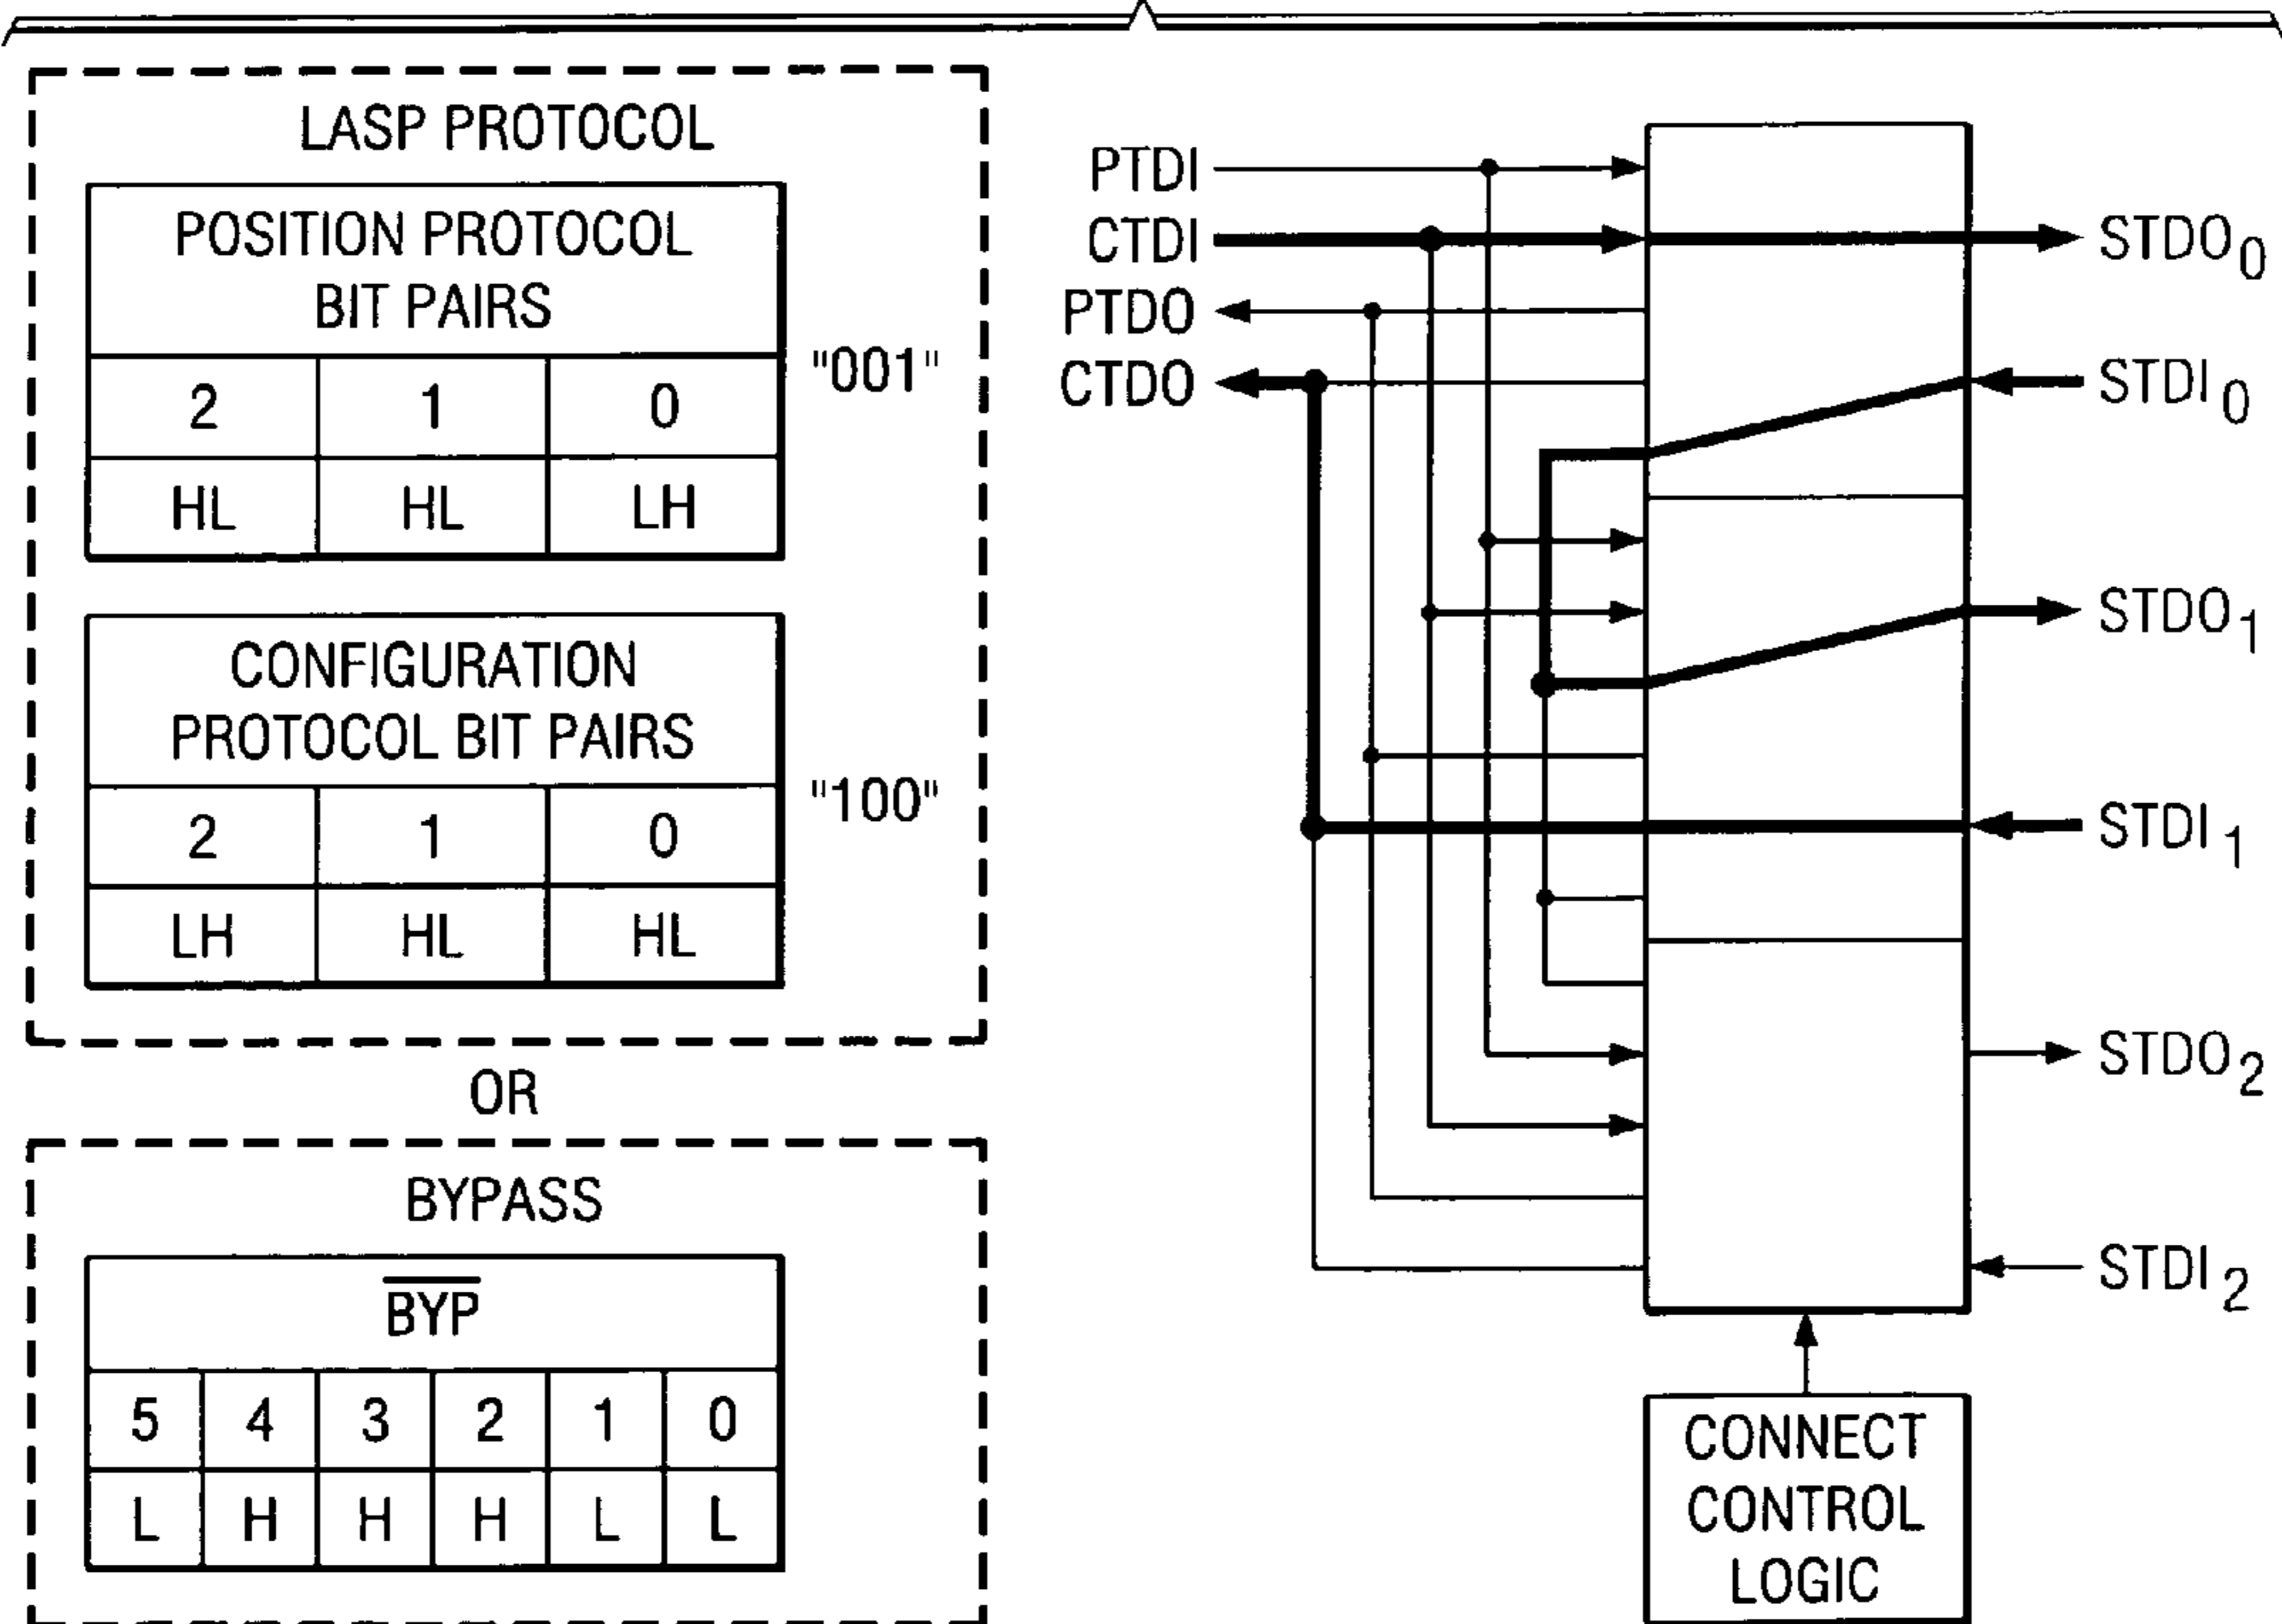 LASP PROTOCOL
POSITION PROTOCOL
BIT PAIRS
2 1 0
HL HL LH
"001"
CONFIGURATION
PROTOCOL BIT PAIRS
2 1 0
LH HL HL
"100"
OR
BYPASS
B̅Y̅P̅
5 4 3 2 1 0
L H H H L L
PTDI
CTDI
PTDO
CTDO
STDO0
STDI0
STDO1
STDI1
STDO2
STDI2
CONNECT
CONTROL
LOGIC